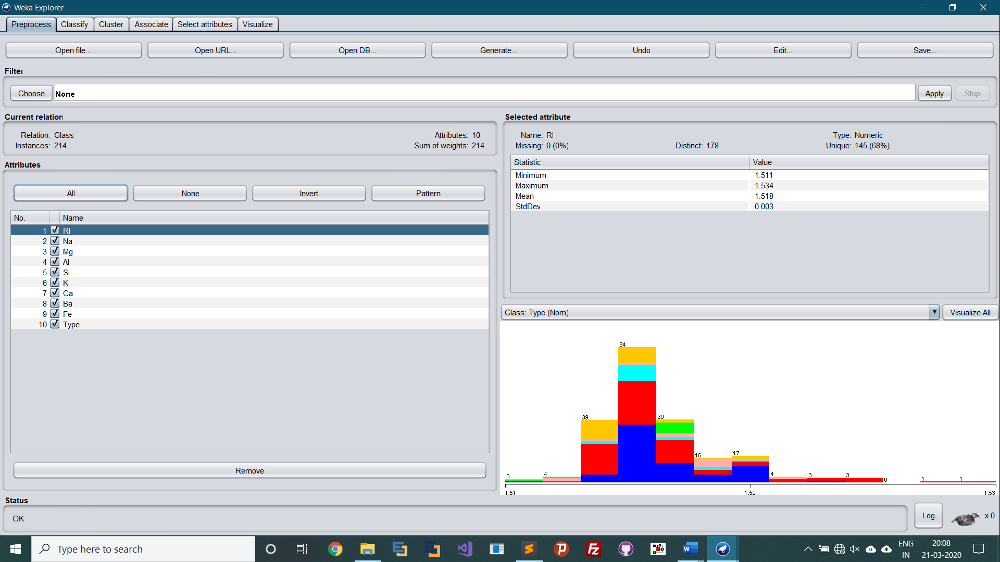 Weka Explorer
Preprocess Classify Cluster Associate Select attributes Visualize
Open file... Open URL... Open DB... Generate... Undo Edit... Save...
Filter
Choose None Apply Stop
Current relation
Relation: Glass Attributes: 10
Instances: 214 Sum of weights: 214
Attributes
All None Invert Pattern
No. Name
1 RI
2 Na
3 Mg
4 Al
5 Si
6 K
7 Ca
8 Ba
9 Fe
10 Type
Remove
Selected attribute
Name: RI Type: Numeric
Missing: 0 (0%) Distinct: 178 Unique: 145 (68%)
Statistic Value
Minimum 1.511
Maximum 1.534
Mean 1.518
StdDev 0.003
Class: Type (Nom) Visualize All
3 4 39 84 39 16 17 4 3 3 0 1 1
1.51 1.52 1.53
Status
OK
Log x 0
Type here to search
ENG
IN
20:08
21-03-2020